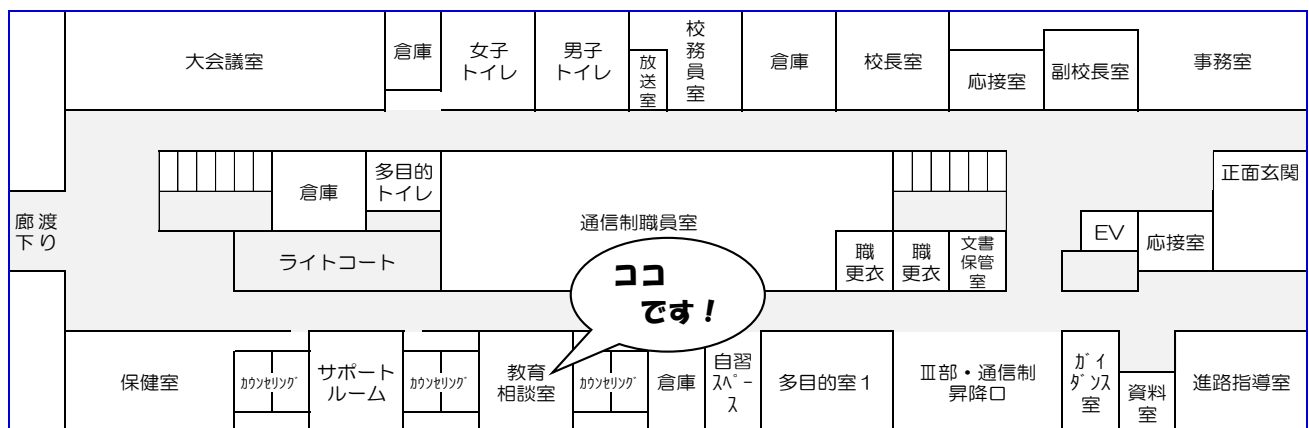 大会議室
倉庫
女子
トイレ
男子
トイレ
放送室
校務員室
倉庫
校長室
応接室
副校長室
事務室
倉庫
多目的
トイレ
通信制職員室
正面玄関
渡り
廊下
ライトコート
職
更衣
職
更衣
文書
保管
室
EV
応接室
ココ
です!
保健室
カウンセリング
サポート
ルーム
カウンセリング
教育
相談室
カウンセリング
倉庫
自習
スペー
ス
多目的室1
Ⅲ部・通信制
昇降口
ガイ
ダンス
室
資料
室
進路指導室